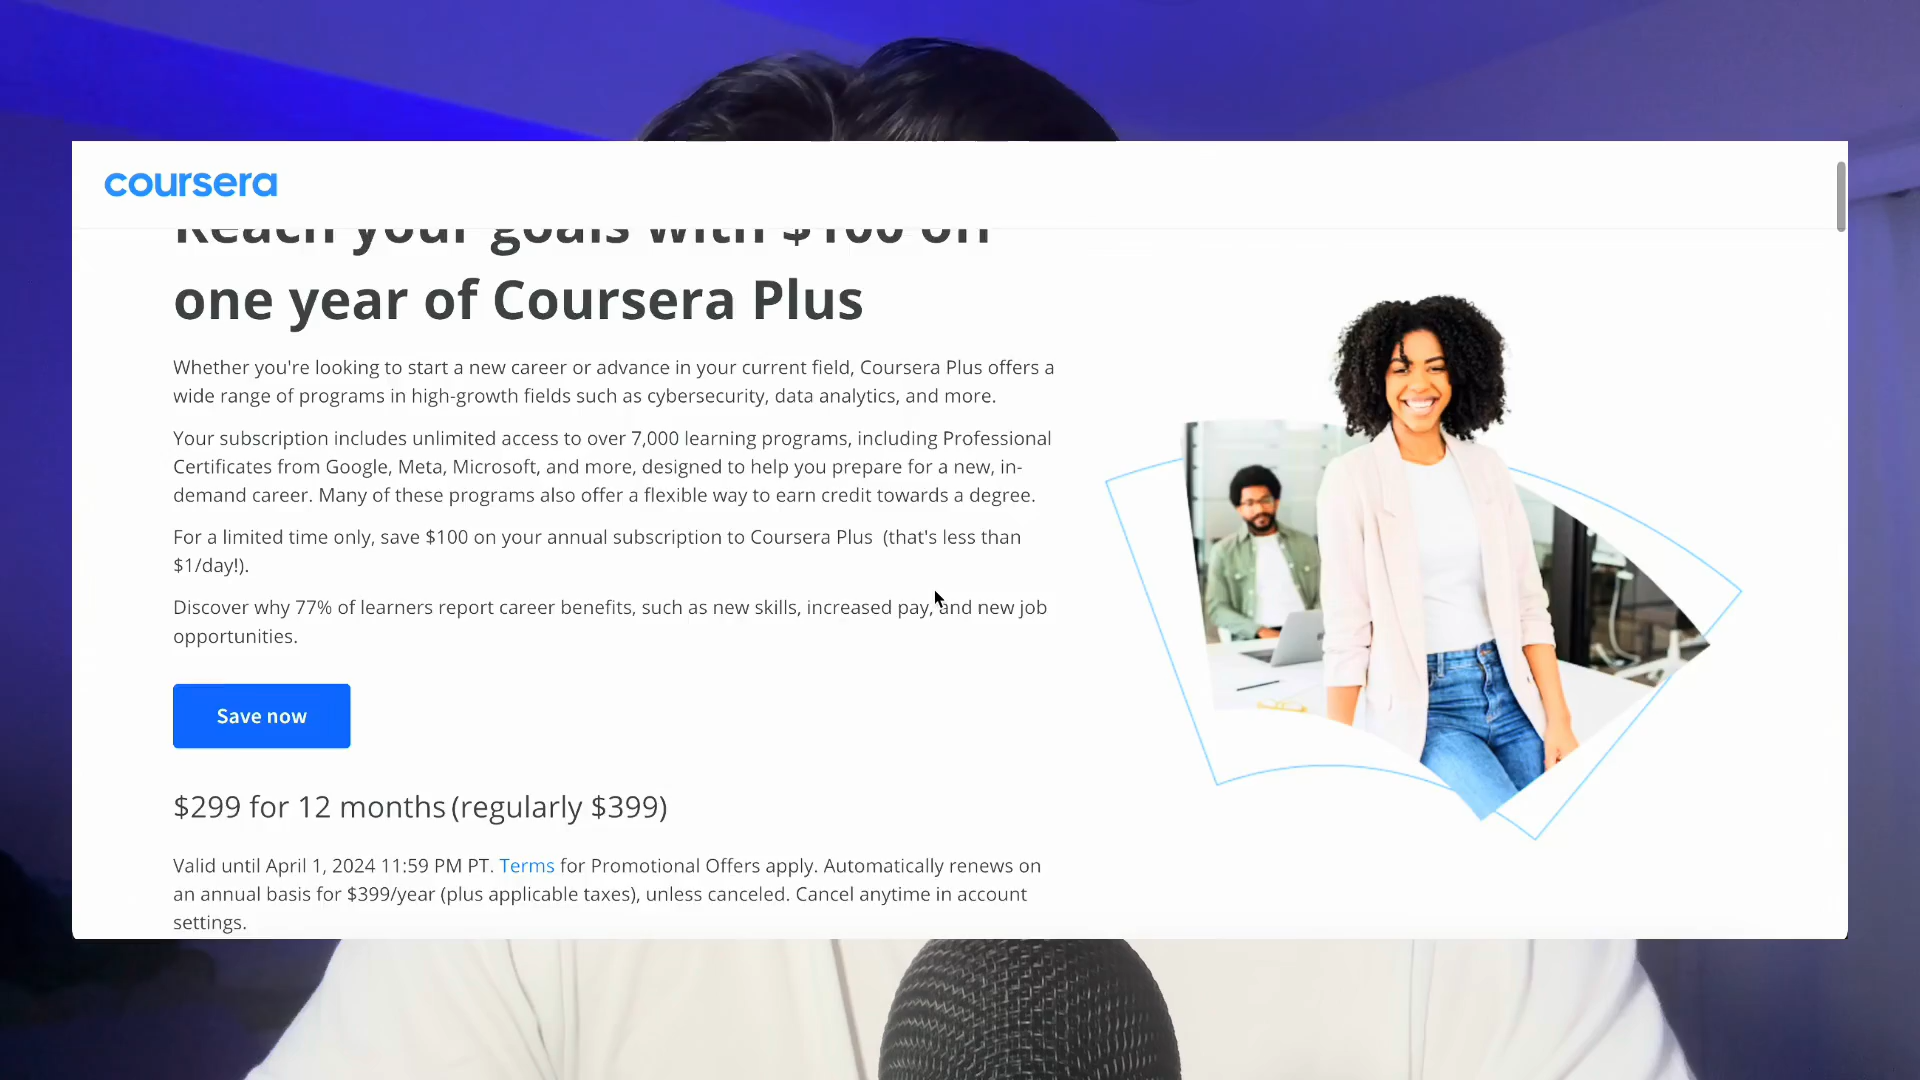 coursera
Reach your goals with $100 off
one year of Coursera Plus
Whether you're looking to start a new career or advance in your current field, Coursera Plus offers a
wide range of programs in high-growth fields such as cybersecurity, data analytics, and more.
Your subscription includes unlimited access to over 7,000 learning programs, including Professional
Certificates from Google, Meta, Microsoft, and more, designed to help you prepare for a new, in-
demand career. Many of these programs also offer a flexible way to earn credit towards a degree.
For a limited time only, save $100 on your annual subscription to Coursera Plus (that's less than
$1/day!).
Discover why 77% of learners report career benefits, such as new skills, increased pay, and new job
opportunities.
Save now
$299 for 12 months (regularly $399)
Valid until April 1, 2024 11:59 PM PT. Terms for Promotional Offers apply. Automatically renews on
an annual basis for $399/year (plus applicable taxes), unless canceled. Cancel anytime in account
settings.